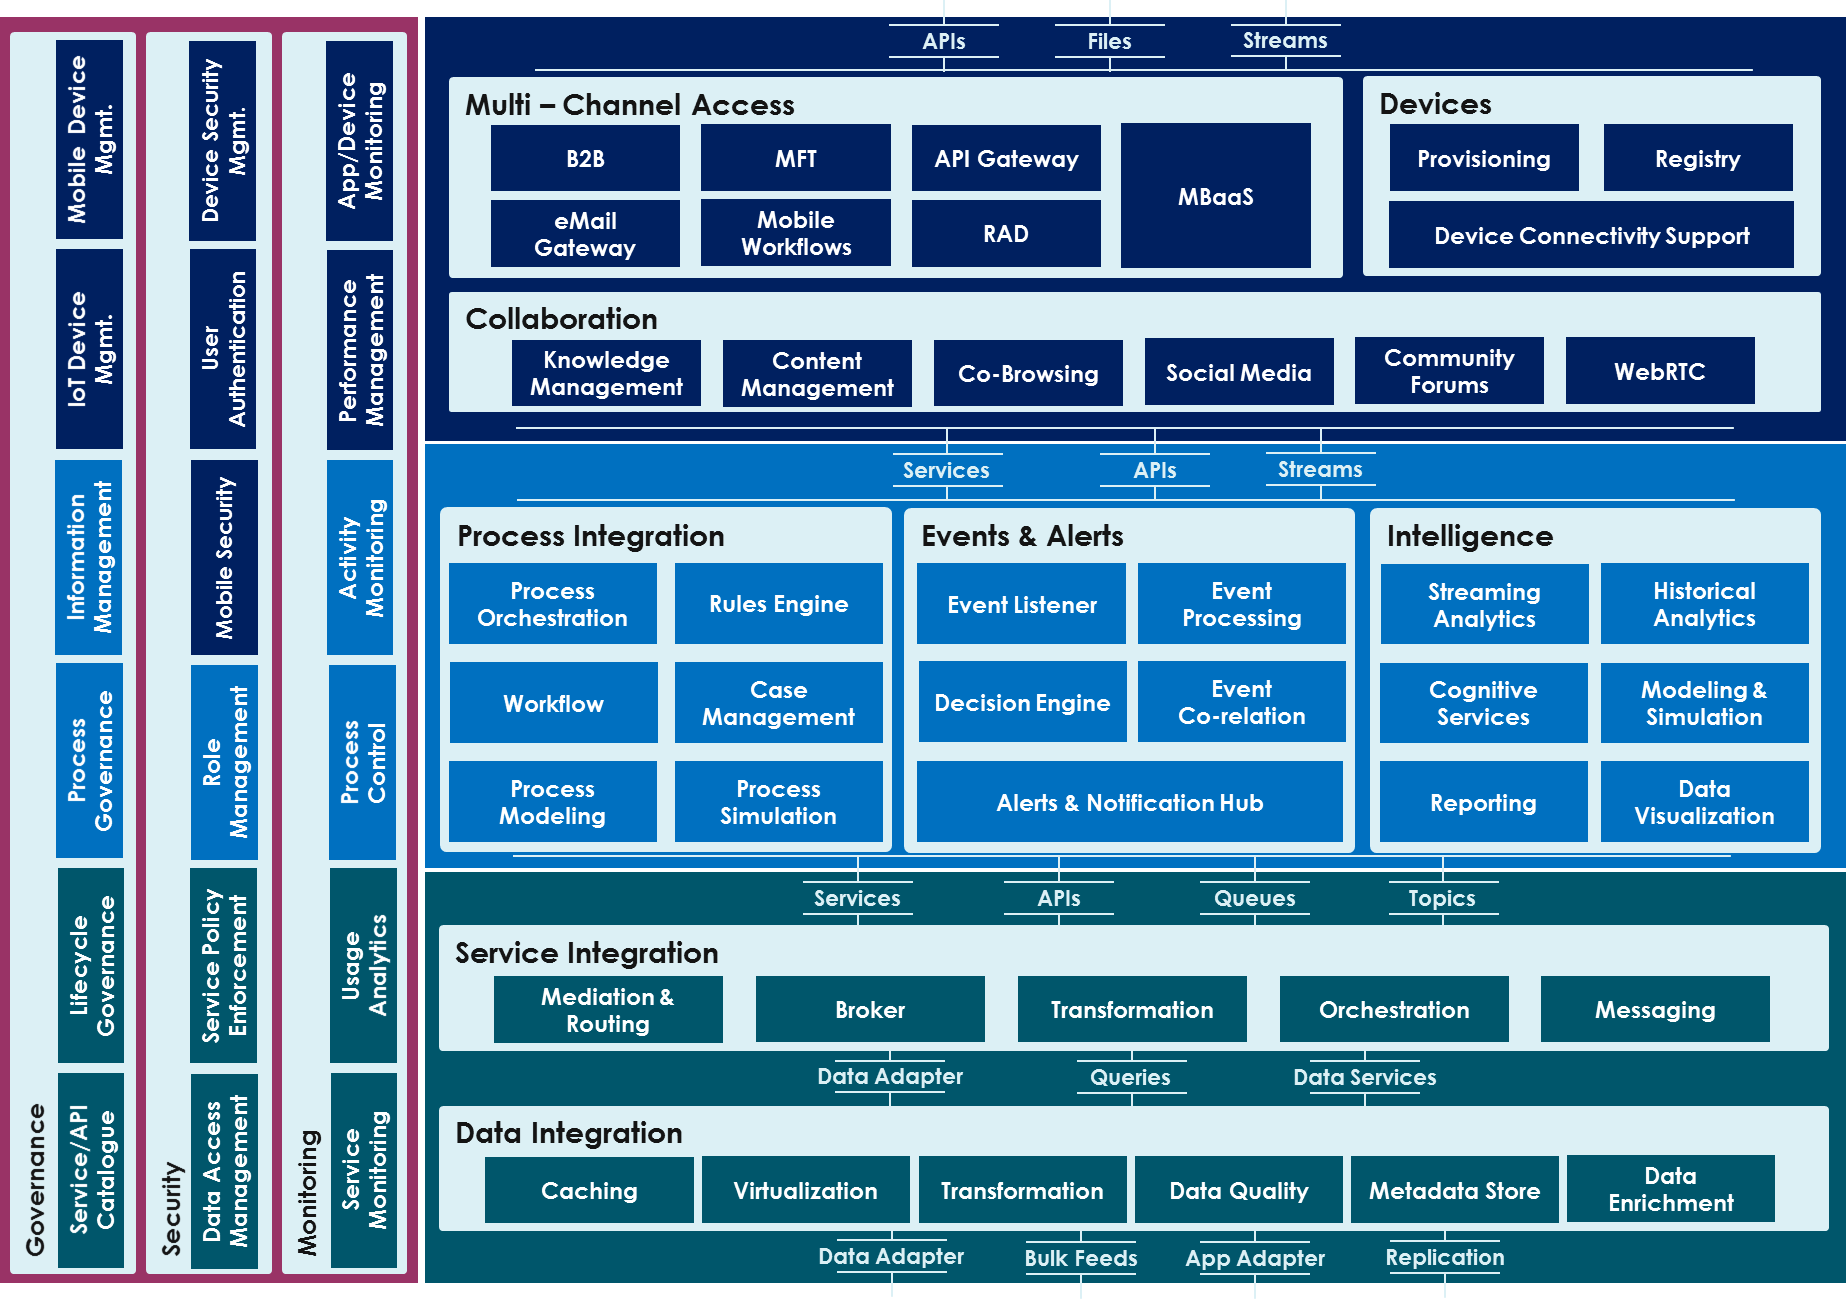 Governance
Mobile Device
Mgmt.
IoT Device
Mgmt.
Information
Management
Process
Governance
Lifecycle
Governance
Service/API
Catalogue
Security
Device Security
Mgmt.
User
Authentication
Mobile Security
Role
Management
Service Policy
Enforcement
Data Access
Management
Monitoring
App/Device
Monitoring
Performance
Management
Activity
Monitoring
Process
Control
Usage
Analytics
Service
Monitoring
APIs
Files
Streams
Multi – Channel Access
B2B
MFT
API Gateway
MBaaS
eMail
Gateway
Mobile
Workflows
RAD
Devices
Provisioning
Registry
Device Connectivity Support
Collaboration
Knowledge
Management
Content
Management
Co-Browsing
Social Media
Community
Forums
WebRTC
Services
APIs
Streams
Process Integration
Process
Orchestration
Rules Engine
Workflow
Case
Management
Process
Modeling
Process
Simulation
Events & Alerts
Event Listener
Event
Processing
Decision Engine
Event
Co-relation
Alerts & Notification Hub
Intelligence
Streaming
Analytics
Historical
Analytics
Cognitive
Services
Modeling &
Simulation
Reporting
Data
Visualization
Services
APIs
Queues
Topics
Service Integration
Mediation &
Routing
Broker
Transformation
Orchestration
Messaging
Data Adapter
Queries
Data Services
Data Integration
Caching
Virtualization
Transformation
Data Quality
Metadata Store
Data
Enrichment
Data Adapter
Bulk Feeds
App Adapter
Replication